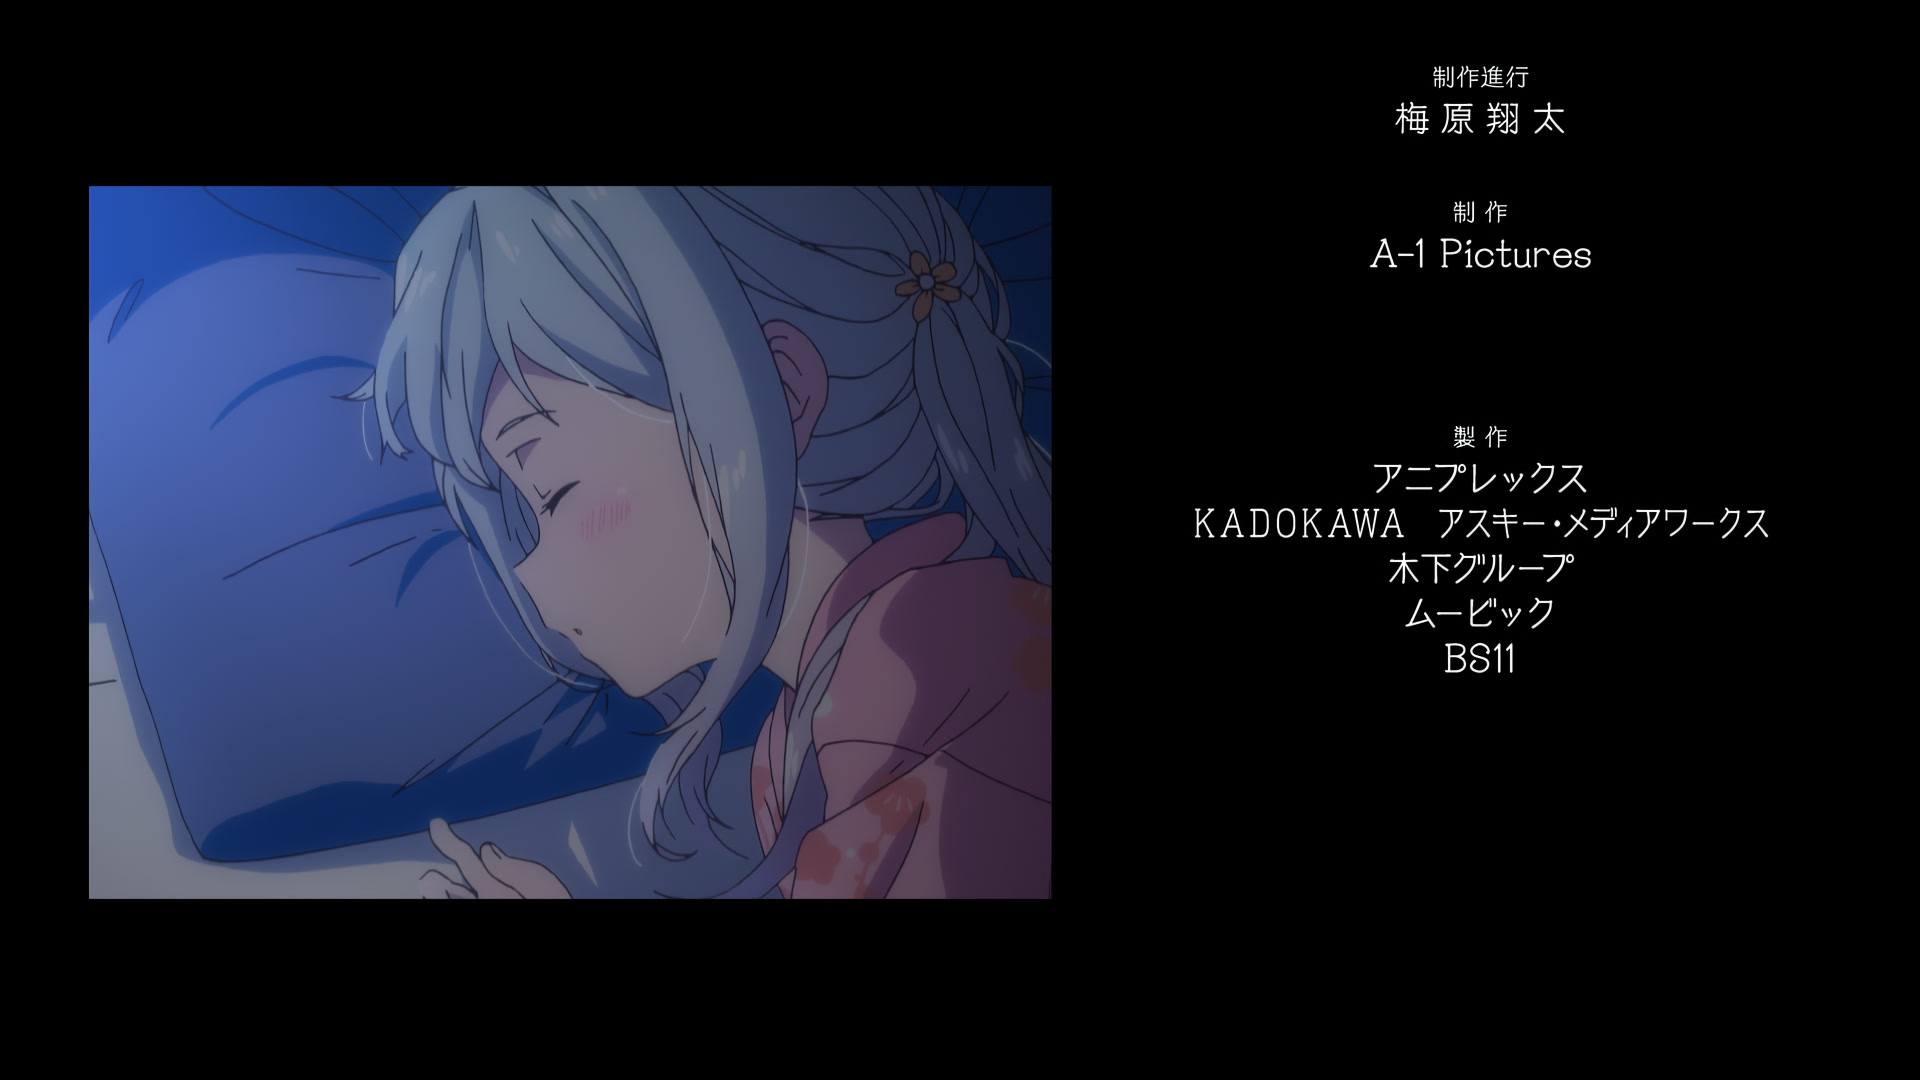 制作進行
梅原翔太
制作
A-1 Pictures
製作
アニプレックス
KADOKAWA　アスキー・メディアワークス
木下グループ
ムービック
BS11